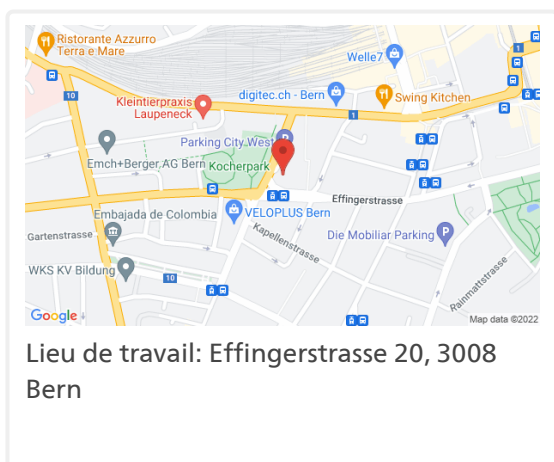 Ristorante Azzurro
Terra e Mare
Welle7
1
10
digitec.ch - Bern
Swing Kitchen
Kleintierpraxis
Laupeneck
1
Parking City West
P
Emch+Berger AG Bern
Kocherpark
Effingerstrasse
Embajada de Colombia
VELOPLUS Bern
Gartenstrasse
Kapellenstrasse
Die Mobiliar Parking
P
WKS KV Bildung
10
Rainmattstrasse
Google
Map data ©2022
Lieu de travail: Effingerstrasse 20, 3008
Bern